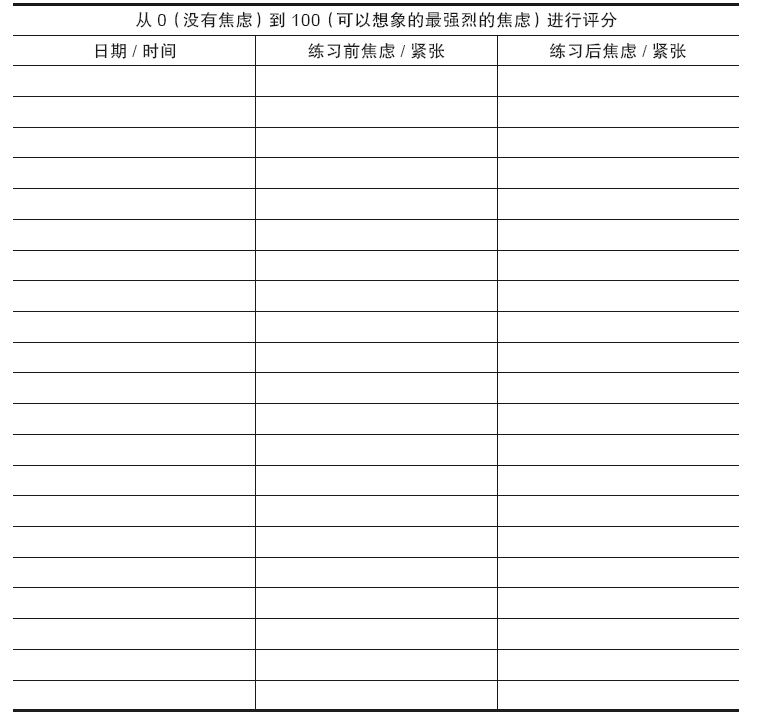 从 0（没有焦虑）到 100（可以想象的最强烈的焦虑）进行评分
日期 / 时间 练习前焦虑 / 紧张 练习后焦虑 / 紧张